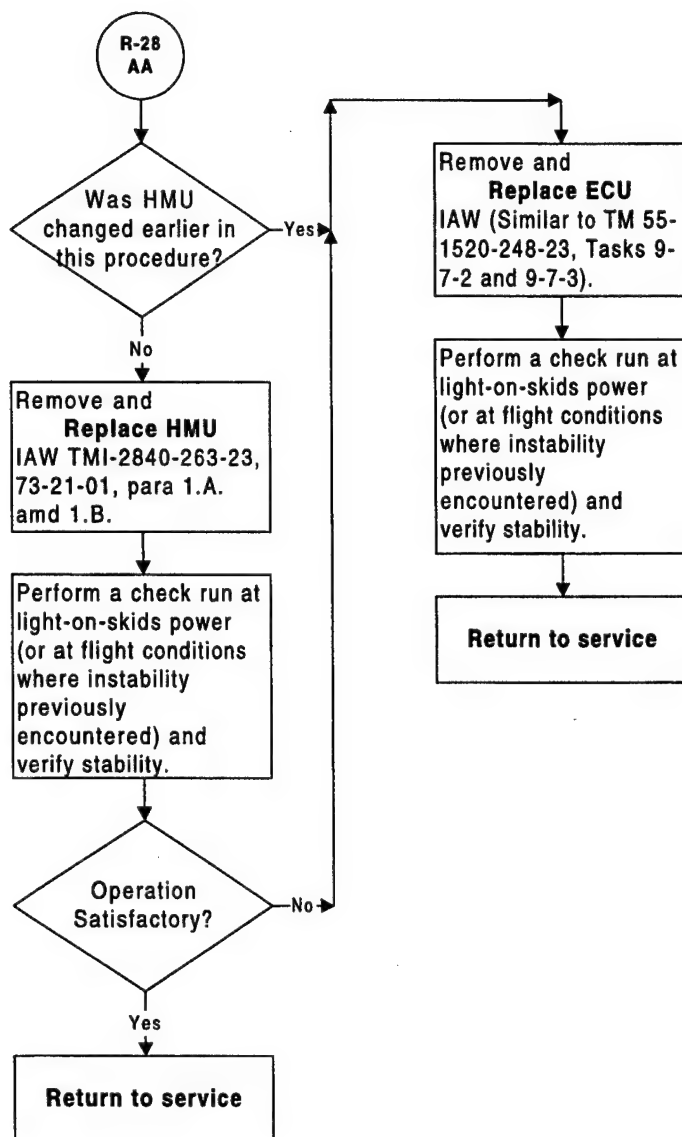 R-28
AA
Was HMU
changed earlier in
this procedure?
Yes
No
Remove and
Replace HMU
IAW TMI-2840-263-23,
73-21-01, para 1.A.
amd 1.B.
Perform a check run at
light-on-skids power
(or at flight conditions
where instability
previously
encountered) and
verify stability.
Operation
Satisfactory?
No
Yes
Return to service
Remove and
Replace ECU
IAW (Similar to TM 55-
1520-248-23, Tasks 9-
7-2 and 9-7-3).
Perform a check run at
light-on-skids power
(or at flight conditions
where instability
previously
encountered) and
verify stability.
Return to service